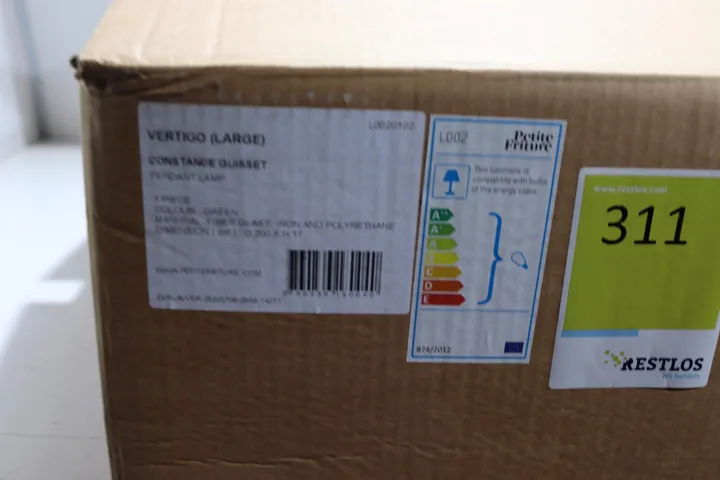 L0020102
VERTIGO (LARGE)
CONSTANCE GUISSET
PENDANT LAMP
1 PIECE
COLOUR : GREEN
MATERIAL : FIBER GLASS, IRON AND POLYRETHANE
DIMENSION
WWW.PETITEFRITURE.COM
L002
Petite
Friture
This luminaire is
compatible with bulbs
of the energy class:
A++
A+
A
B
C
D
E
874/2012
www.restlos.com
311
RESTLOS